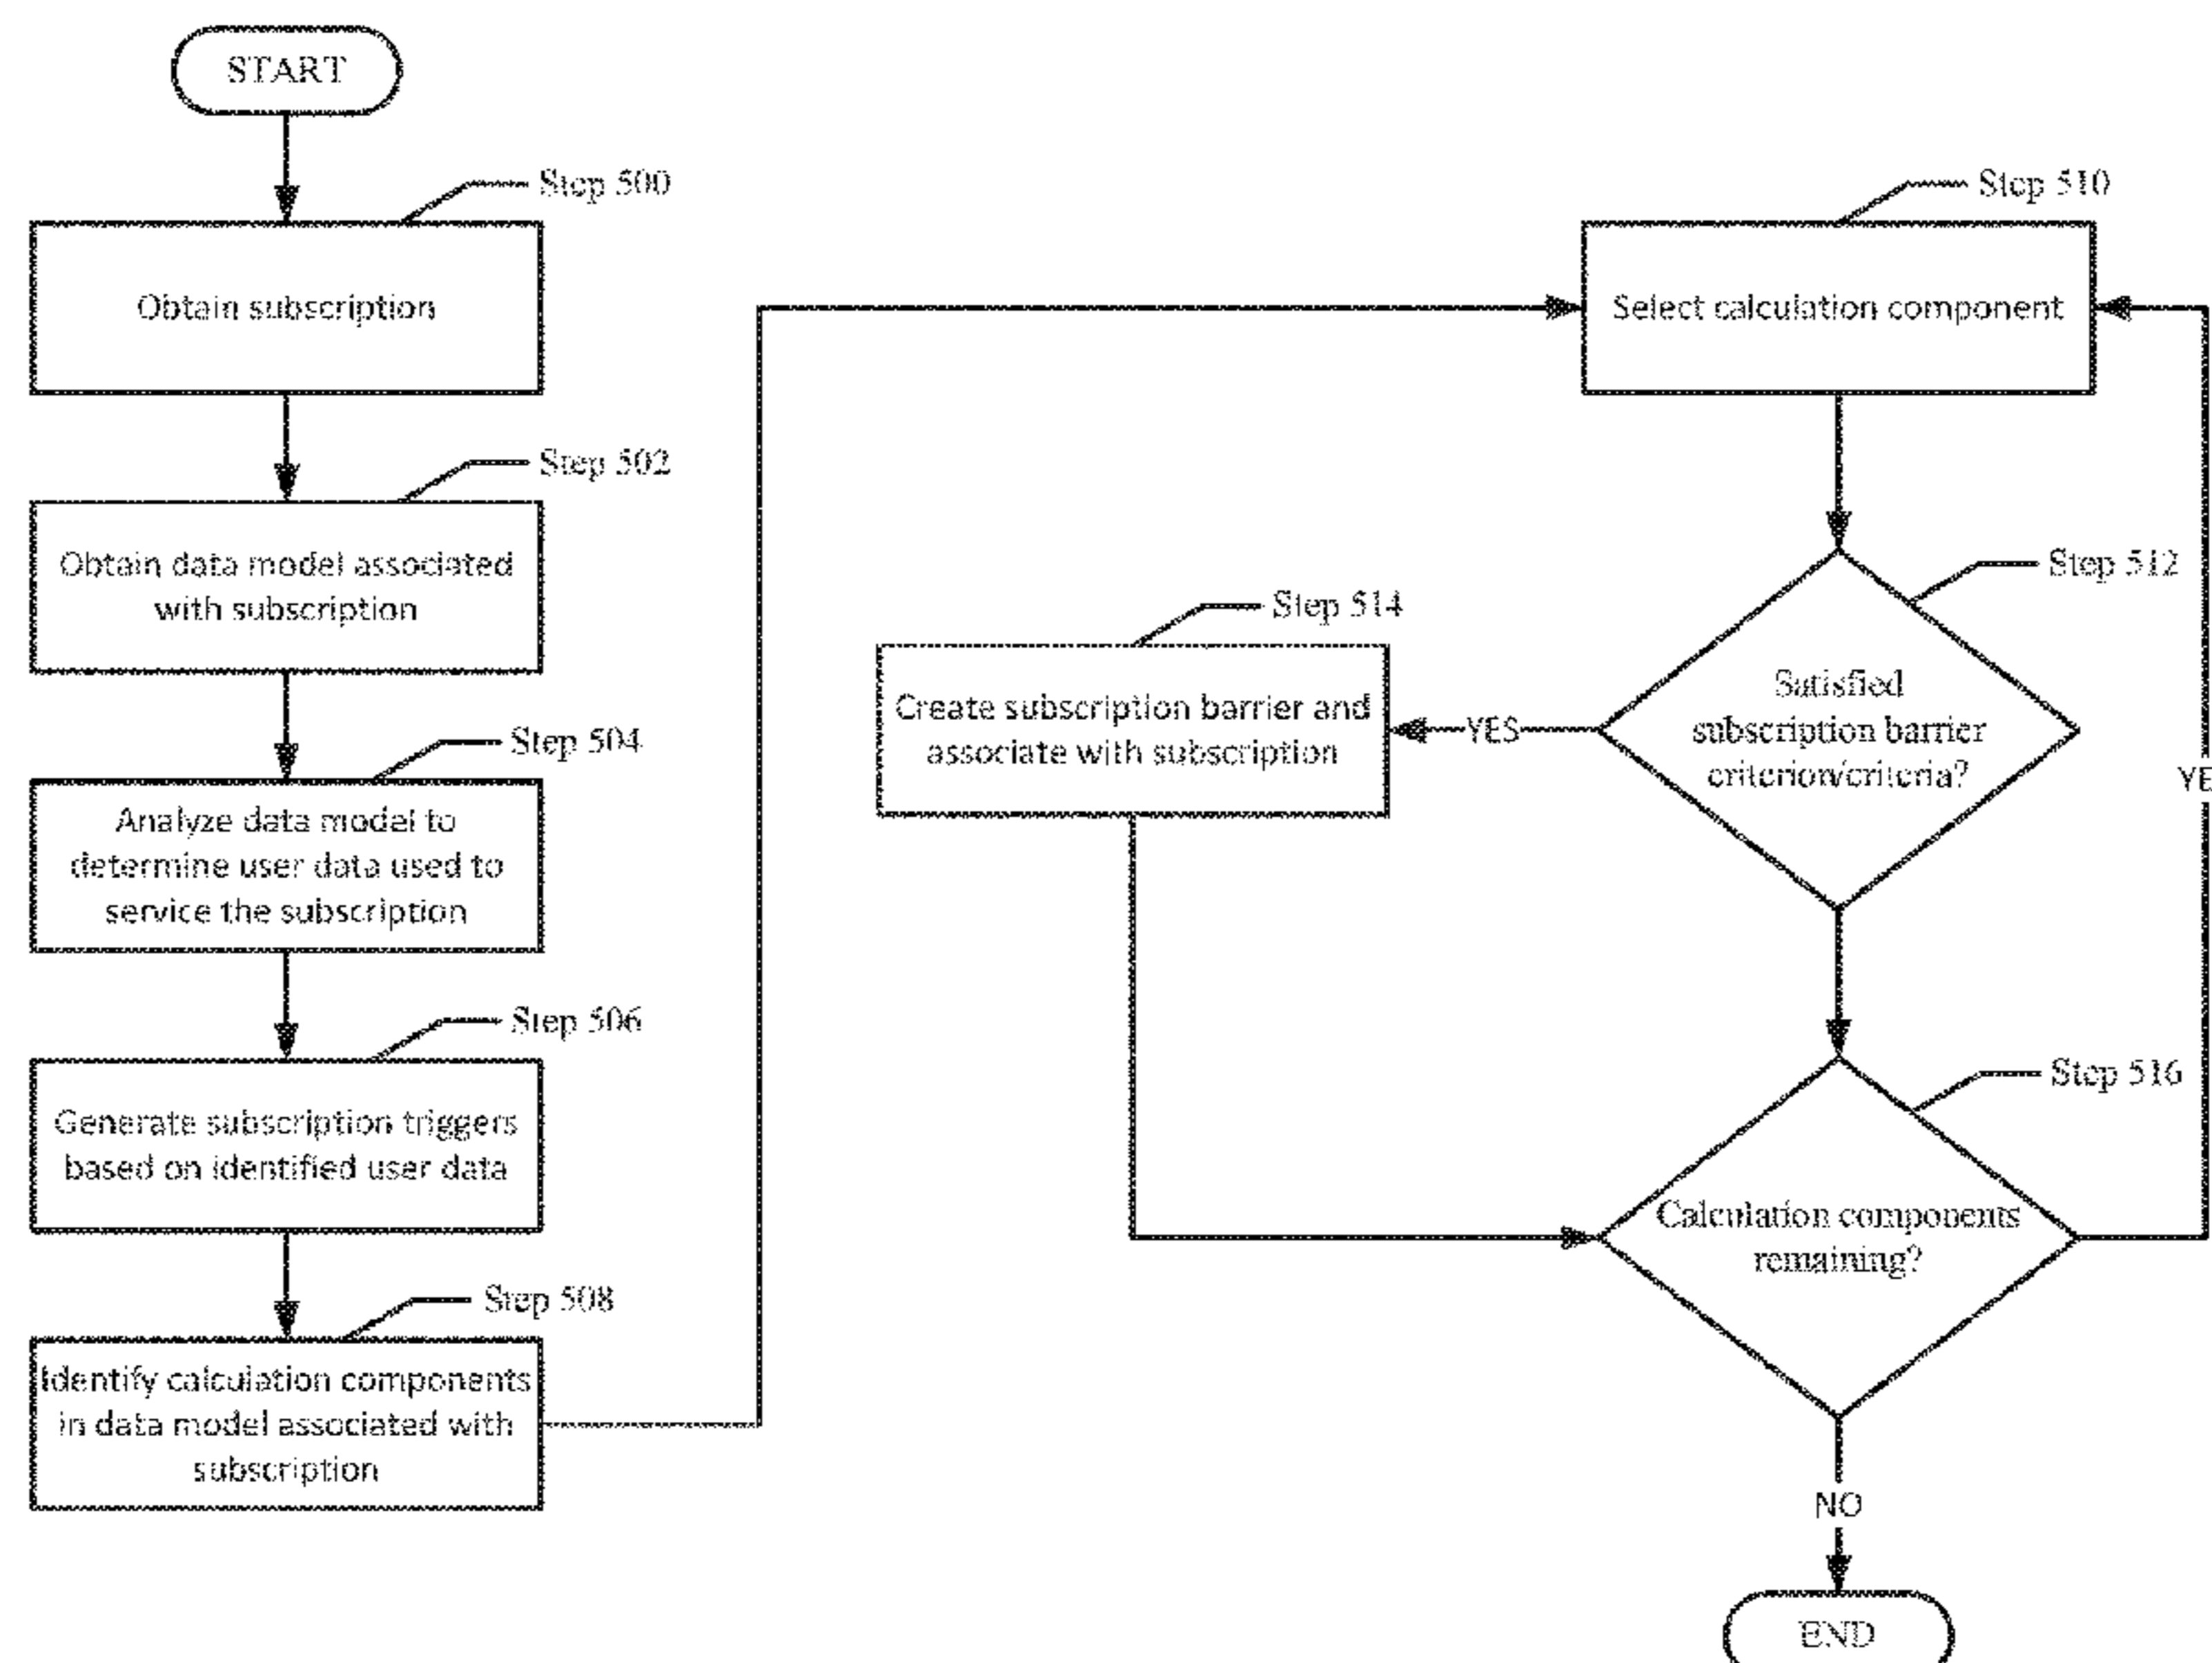 START
Step 500
Obtain subscription
Step 502
Obtain data model associated
with subscription
Step 504
Analyze data model to
determine user data used to
service the subscription
Step 506
Generate subscription triggers
based on identified user data
Step 508
Identify calculation components
in data model associated with
subscription
Step 510
Select calculation component
Step 512
Satisfied
subscription barrier
criterion/criteria?
YES
Step 514
Create subscription barrier and
associate with subscription
Step 516
Calculation components
remaining?
YE
NO
END